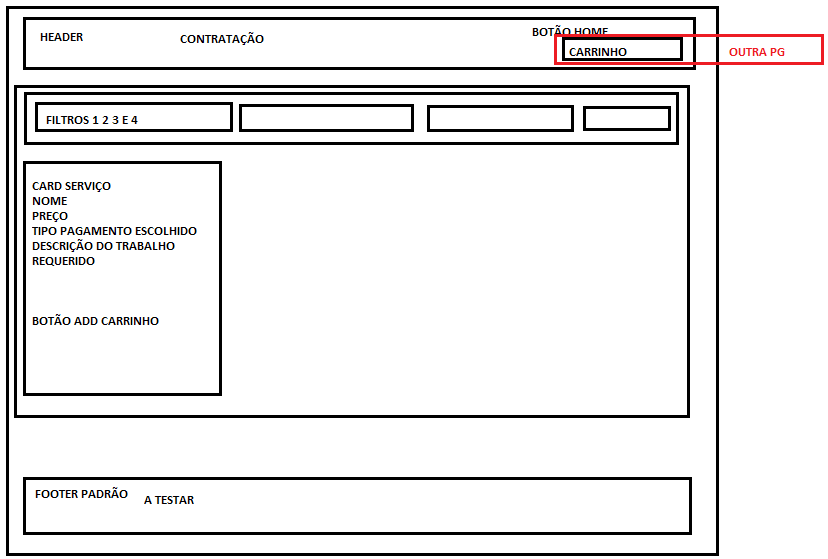 HEADER
CONTRATAÇÃO
BOTÃO HOME
CARRINHO
OUTRA PG
FILTROS 1 2 3 E 4
CARD SERVIÇO
NOME
PREÇO
TIPO PAGAMENTO ESCOLHIDO
DESCRIÇÃO DO TRABALHO
REQUERIDO
BOTÃO ADD CARRINHO
FOOTER PADRÃO
A TESTAR